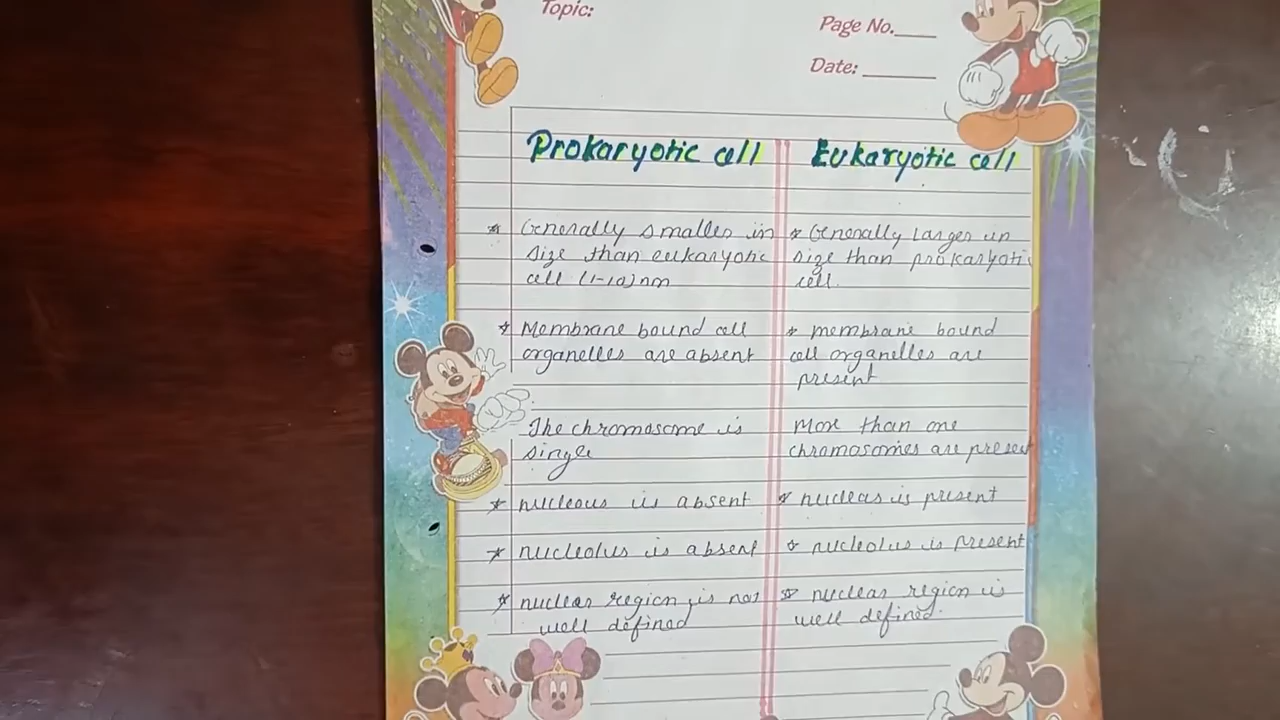 Topic:
Page No.
Date:
Prokaryotic cell
Eukaryotic cell
* Generally smaller in
size than eukaryotic
cell (1-10)nm
* Generally Larger in
size than prokaryotic
cell.
* Membrane bound cell
organelles are absent
* membrane bound
cell organelles are
present
The chromosome is
single
More than one
chromosomes are present
* nucleous is absent
* nucleas is present
* nucleolus is absent
* nucleolus is present
* nuclear region is not
well defined
* nuclear region is
well defined.